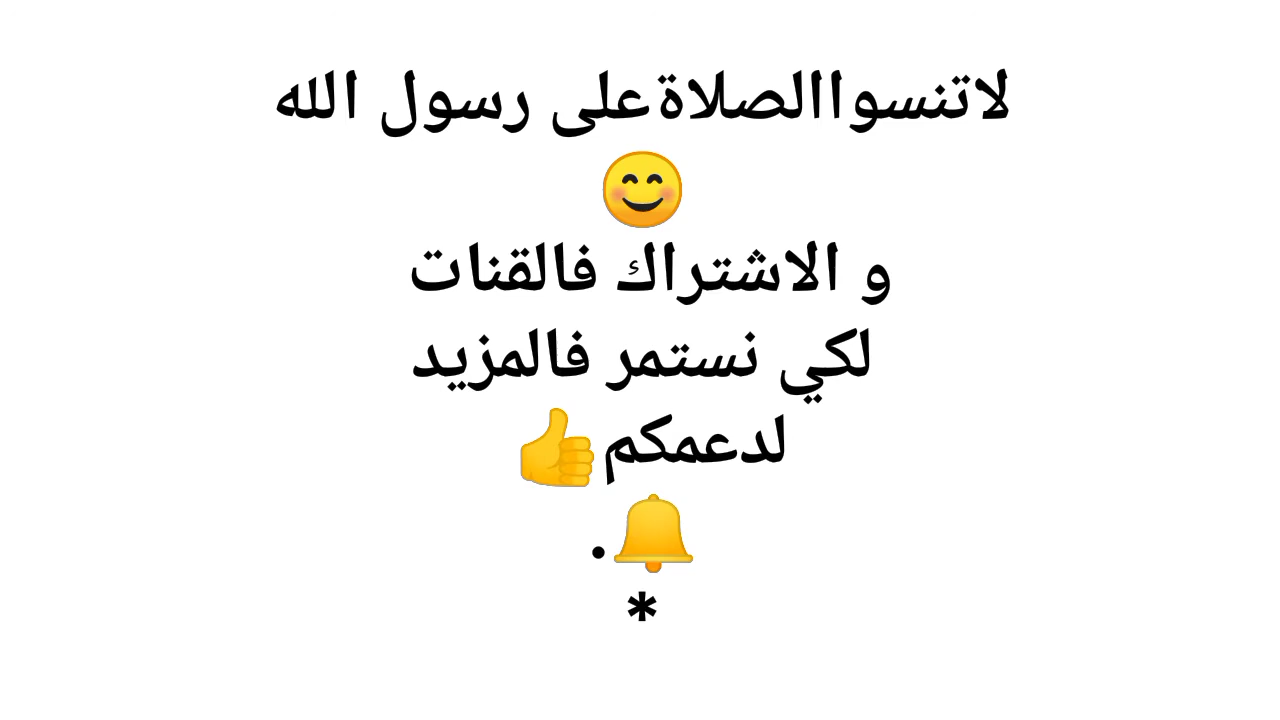 لاتنسواالصلاةعلى رسول الله
😊
و الاشتراك فالقنات
لكي نستمر فالمزيد
لدعمكم👍
🔔.
*